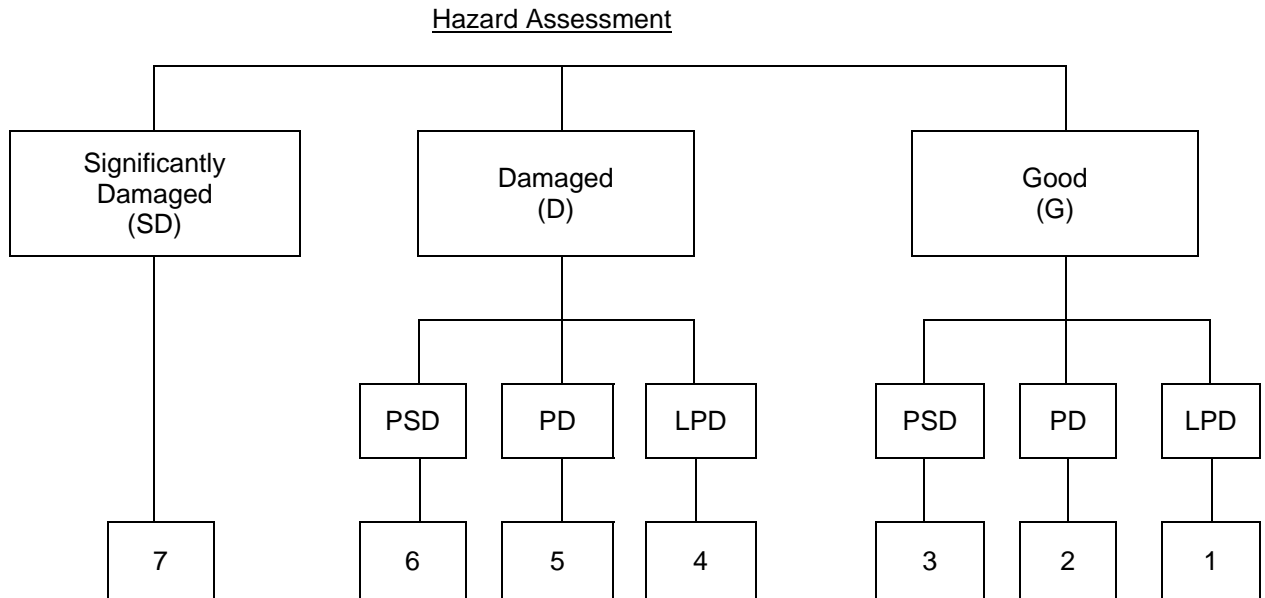 Hazard Assessment
Significantly
Damaged
(SD)
Damaged
(D)
Good
(G)
PSD
PD
LPD
PSD
PD
LPD
7
6
5
4
3
2
1